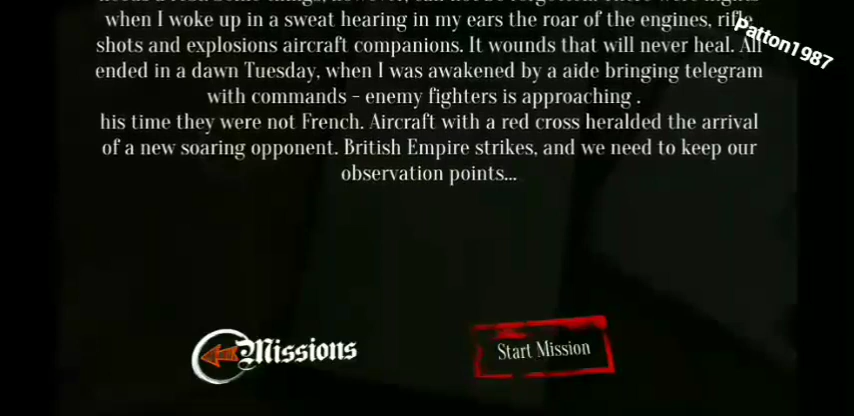 when I woke up in a sweat hearing in my ears the roar of the engines, rifle
shots and explosions aircraft companions. It wounds that will never heal. All
ended in a dawn Tuesday, when I was awakened by a aide bringing telegram
with commands - enemy fighters is approaching .
his time they were not French. Aircraft with a red cross heralded the arrival
of a new soaring opponent. British Empire strikes, and we need to keep our
observation points...
Patton1987
Missions
Start Mission